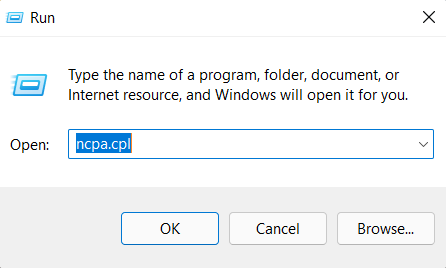 Run
Type the name of a program, folder, document, or
Internet resource, and Windows will open it for you.
Open: ncpa.cpl
OK Cancel Browse...